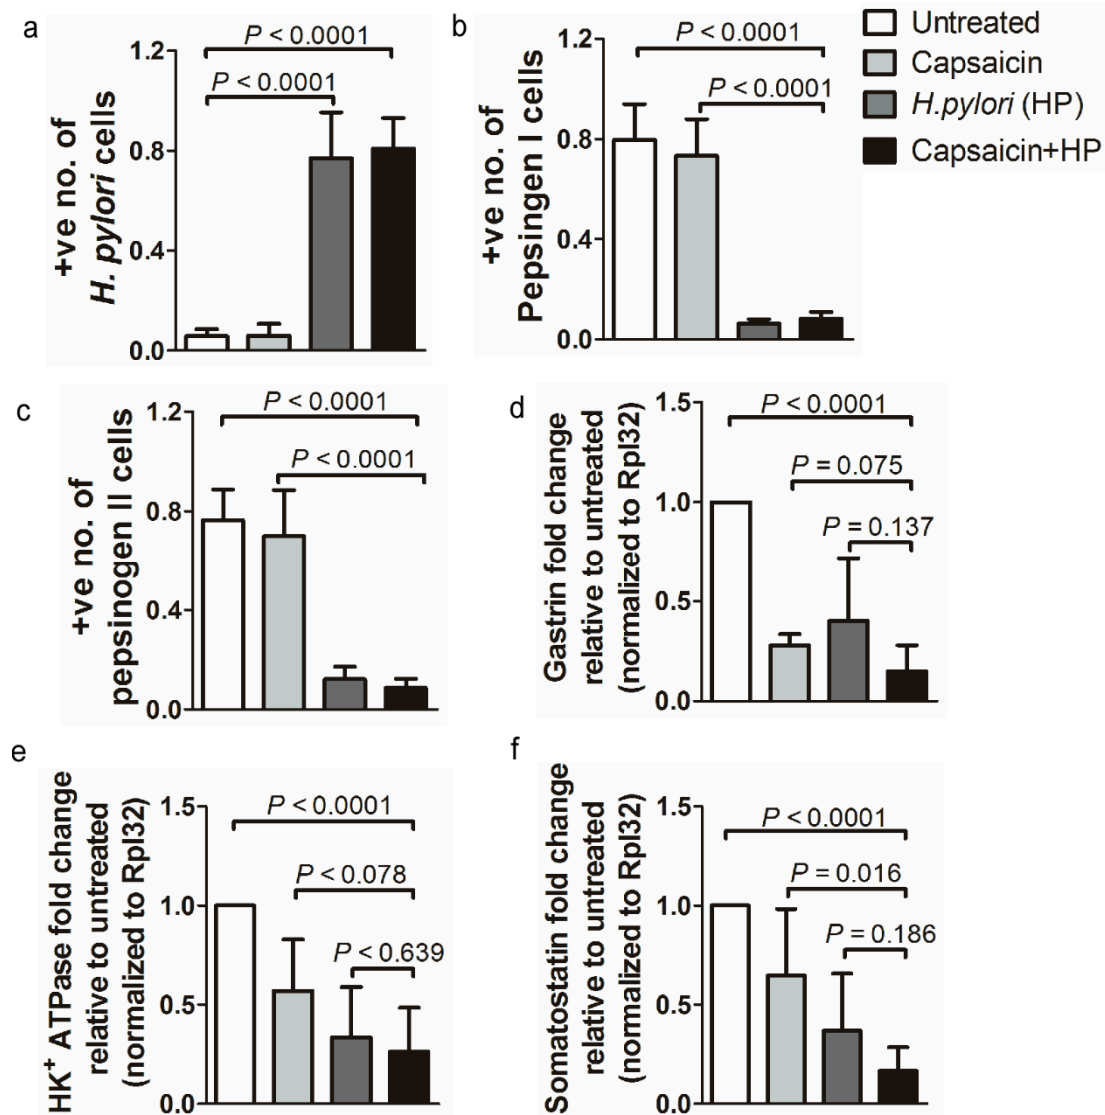 a
+ve no. of
H. pylori cells
P < 0.0001
P < 0.0001
1.2
0.8
0.4
0.0
b
+ve no. of
Pepsingen I cells
P < 0.0001
P < 0.0001
1.2
0.8
0.4
0.0
Untreated
Capsaicin
H.pylori (HP)
Capsaicin+HP
c
+ve no. of
pepsinogen II cells
P < 0.0001
P < 0.0001
1.2
0.8
0.4
0.0
d
Gastrin fold change
relative to untreated
(normalized to Rpl32)
P < 0.0001
P = 0.075
P = 0.137
1.5
1.0
0.5
0.0
e
HK+ ATPase fold change
relative to untreated
(normalized to Rpl32)
P < 0.0001
P < 0.078
P < 0.639
1.5
1.0
0.5
0.0
f
Somatostatin fold change
relative to untreated
(normalized to Rpl32)
P < 0.0001
P = 0.016
P = 0.186
1.5
1.0
0.5
0.0